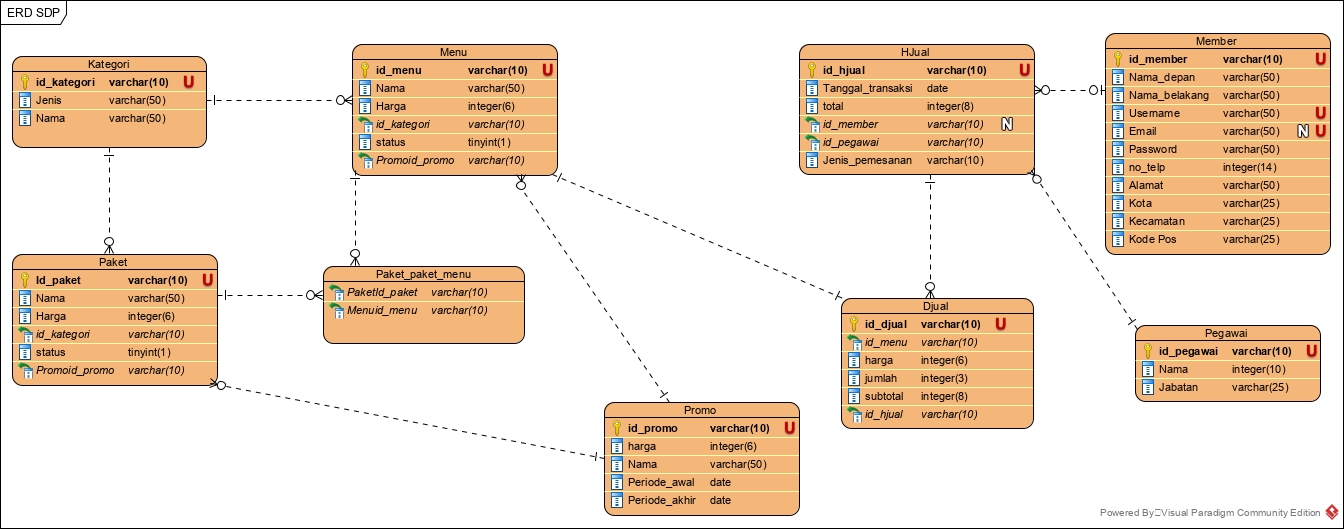 ERD SDP
Kategori
id_kategori varchar(10) U
Jenis varchar(50)
Nama varchar(50)
Menu
id_menu varchar(10) U
Nama varchar(50)
Harga integer(6)
id_kategori varchar(10)
status tinyint(1)
Promoid_promo varchar(10)
HJual
id_hjual varchar(10) U
Tanggal_transaksi date
total integer(8)
id_member varchar(10) N
id_pegawai varchar(10)
Jenis_pemesanan varchar(10)
Member
id_member varchar(10) U
Nama_depan varchar(50)
Nama_belakang varchar(50)
Username varchar(50) U
Email varchar(50) N U
Password varchar(50)
no_telp integer(14)
Alamat varchar(50)
Kota varchar(25)
Kecamatan varchar(25)
Kode Pos varchar(25)
Paket
Id_paket varchar(10) U
Nama varchar(50)
Harga integer(6)
id_kategori varchar(10)
status tinyint(1)
Promoid_promo varchar(10)
Paket_paket_menu
PaketId_paket varchar(10)
Menuid_menu varchar(10)
Djual
id_djual varchar(10) U
id_menu varchar(10)
harga integer(6)
jumlah integer(3)
subtotal integer(8)
id_hjual varchar(10)
Pegawai
id_pegawai varchar(10) U
Nama integer(10)
Jabatan varchar(25)
Promo
id_promo varchar(10) U
harga integer(6)
Nama varchar(50)
Periode_awal date
Periode_akhir date
Powered By Visual Paradigm Community Edition